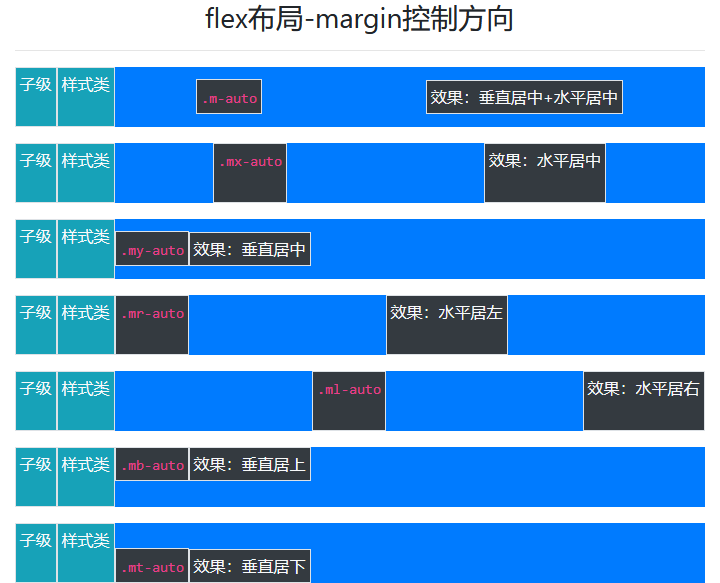 flex布局-margin控制方向
子级 样式类 .m-auto 效果：垂直居中+水平居中
子级 样式类 .mx-auto 效果：水平居中
子级 样式类 .my-auto 效果：垂直居中
子级 样式类 .mr-auto 效果：水平居左
子级 样式类 .ml-auto 效果：水平居右
子级 样式类 .mb-auto 效果：垂直居上
子级 样式类 .mt-auto 效果：垂直居下